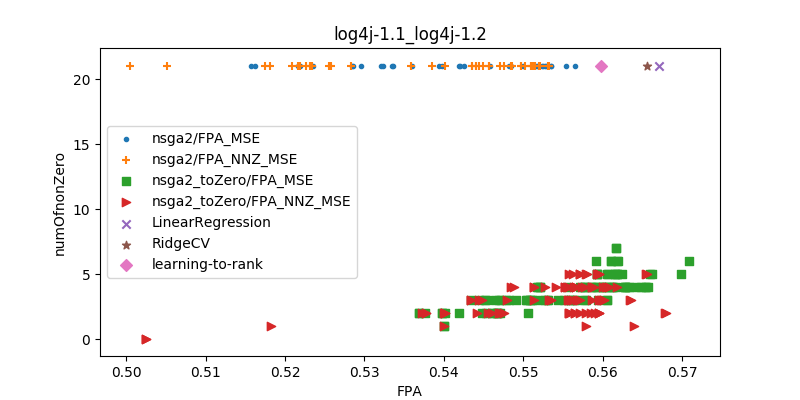 log4j-1.1_log4j-1.2
numOfnonZero
20
15
10
5
0
nsga2/FPA_MSE
nsga2/FPA_NNZ_MSE
nsga2_toZero/FPA_MSE
nsga2_toZero/FPA_NNZ_MSE
LinearRegression
RidgeCV
learning-to-rank
0.50 0.51 0.52 0.53 0.54 0.55 0.56 0.57
FPA